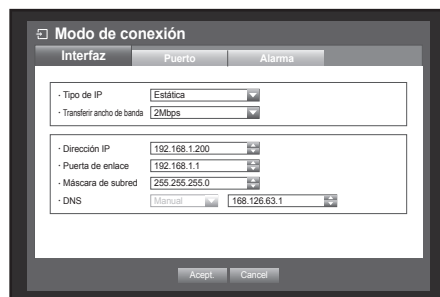 Modo de conexión
Interfaz Puerto Alarma
· Tipo de IP Estática
· Transferir ancho de banda 2Mbps
· Dirección IP 192.168.1.200
· Puerta de enlace 192.168.1.1
· Máscara de subred 255.255.255.0
· DNS Manual 168.126.63.1
Acept. Cancel